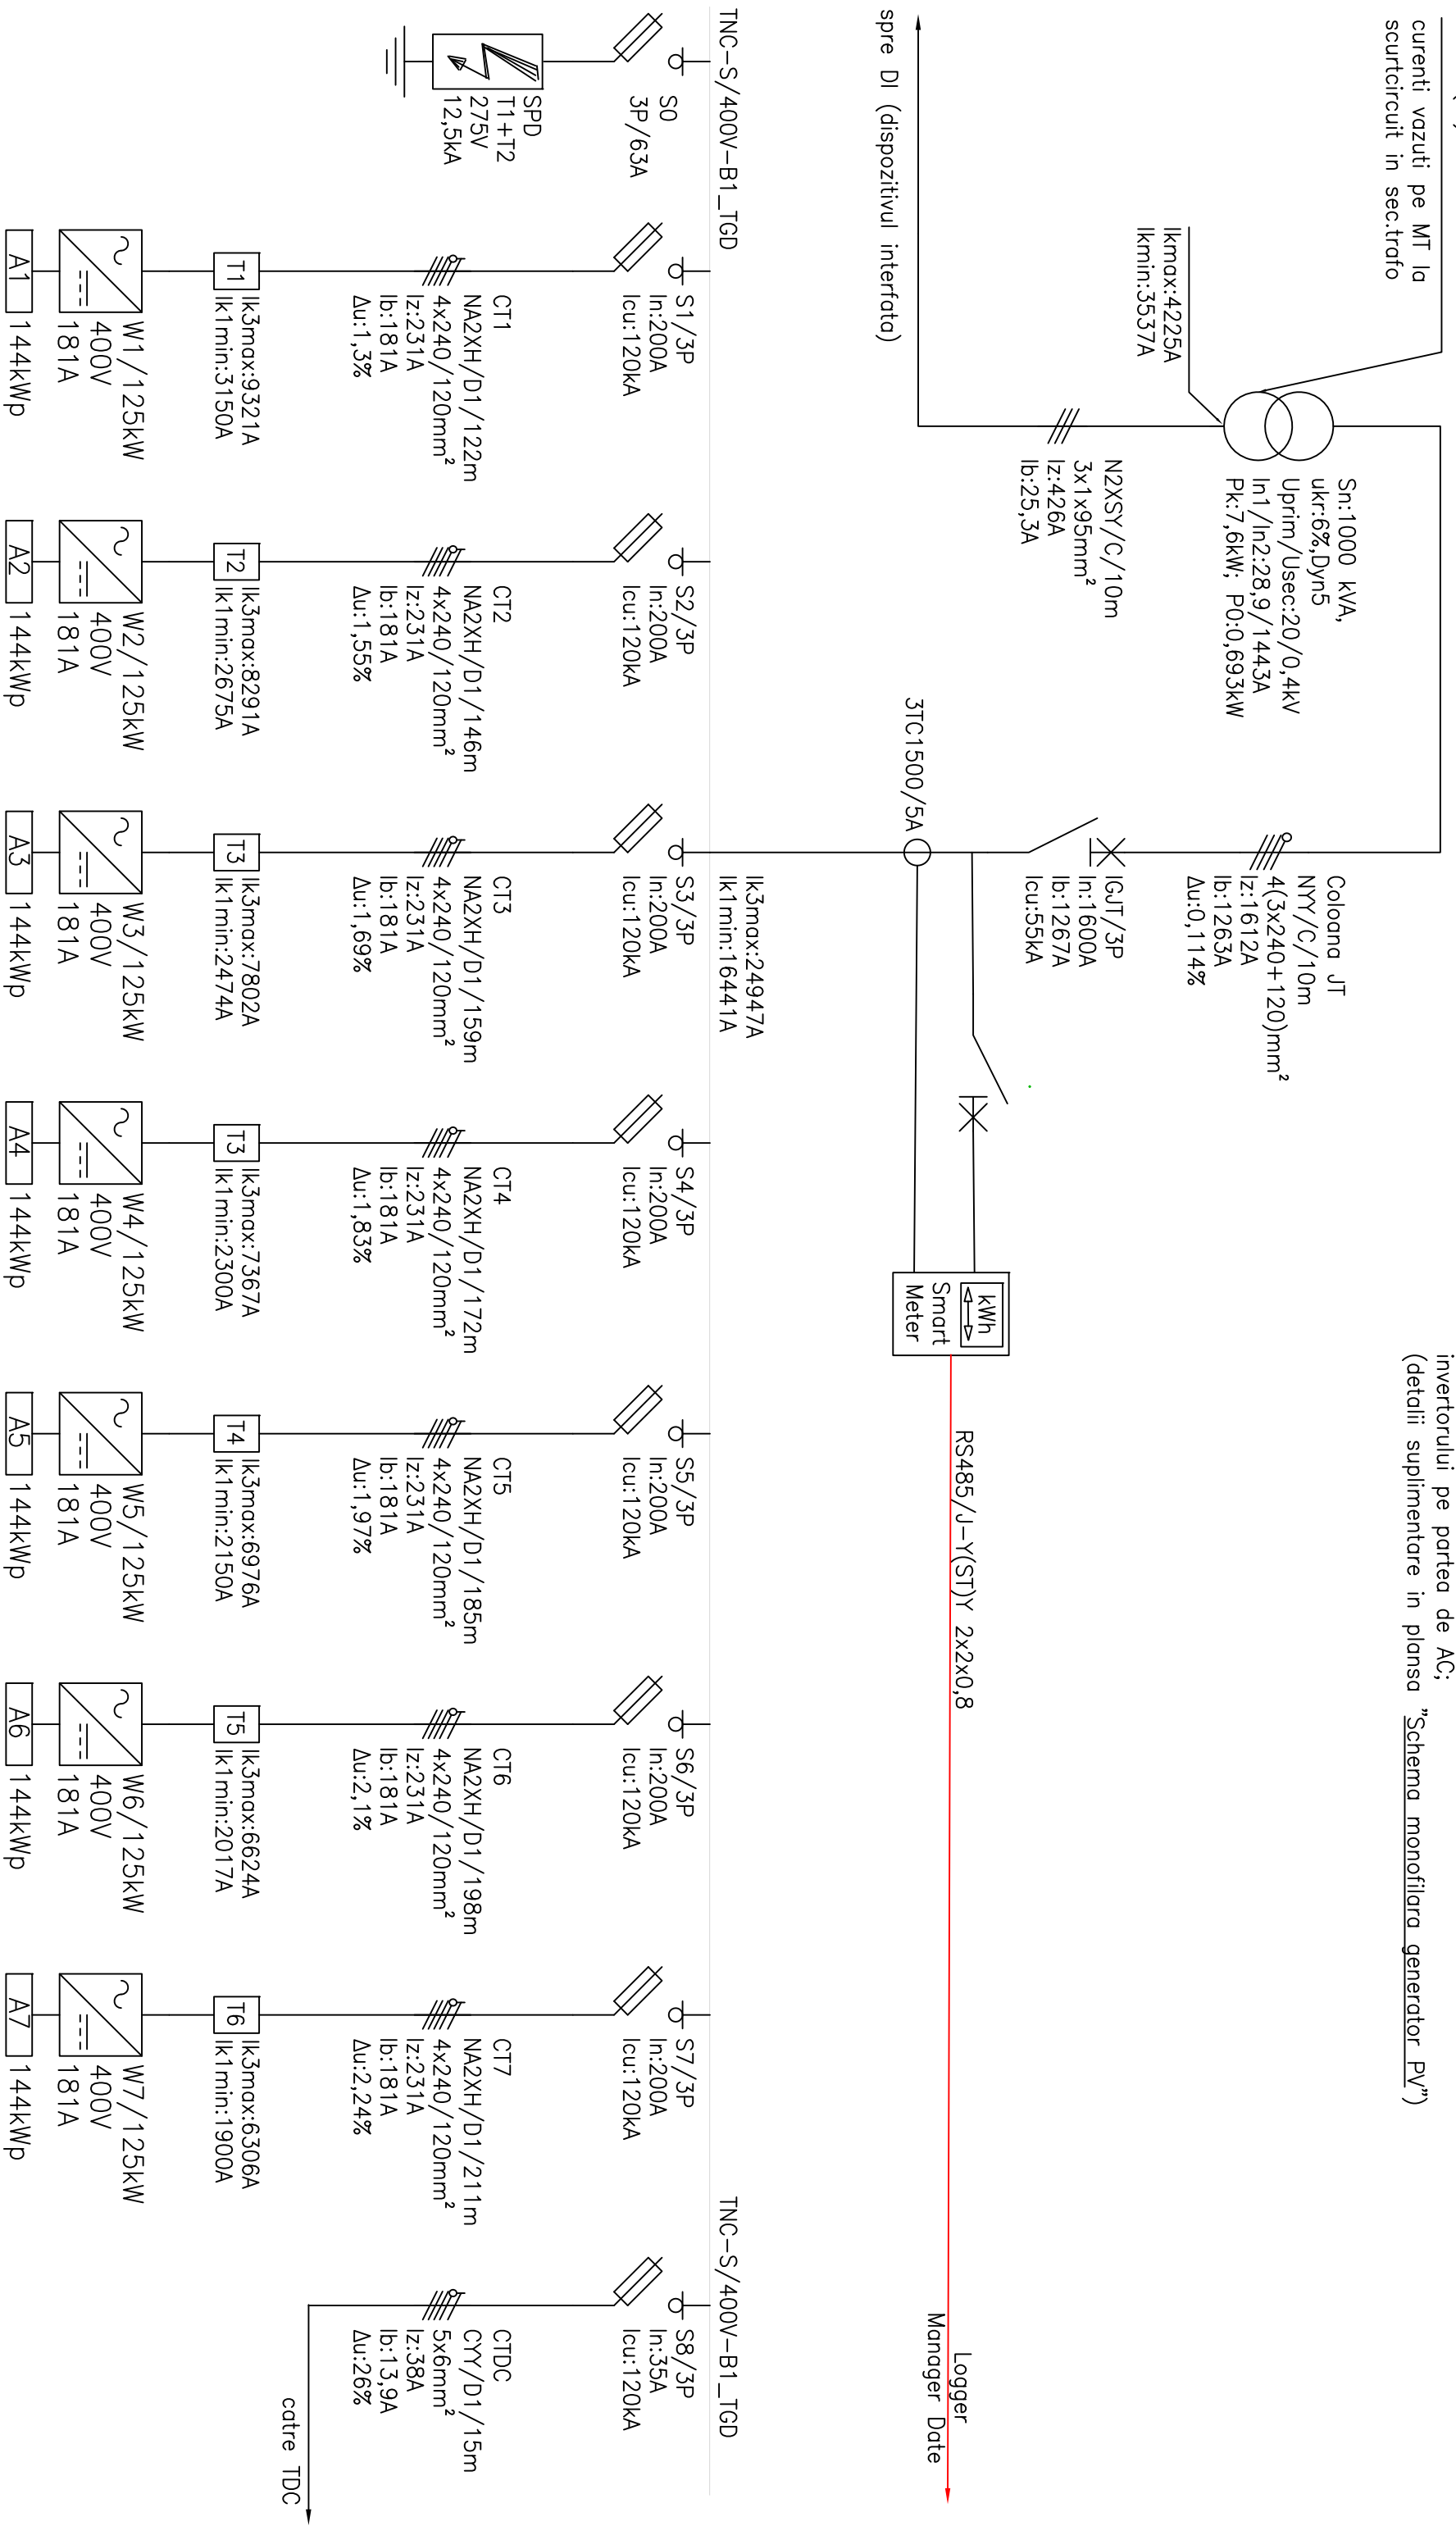 curenti vazuti pe MT la
scurtcircuit in sec.trafo
invertorului pe partea de AC;
(detalii suplimentare in plansa "Schema monofilara generator PV")
Ikmax:4225A
Ikmin:3537A
Sn:1000 kVA,
ukr:6%,Dyn5
Uprim/Usec:20/0,4kV
In1/In2:28,9/1443A
Pk:7,6kW; P0:0,693kW
N2XSY/C/10m
3x1x95mm²
Iz:426A
Ib:25,3A
spre DI (dispozitivul interfata)
Coloana JT
NYY/C/10m
4(3x240+120)mm²
Iz:1612A
Ib:1263A
Δu:0,114%
IGJT/3P
In:1600A
Ib:1267A
Icu:55kA
3TC1500/5A
kWh
Smart
Meter
RS485/J-Y(ST)Y 2x2x0,8
Logger
Manager Date
Ik3max:24947A
Ik1min:16441A
TNC-S/400V-B1_TGD
TNC-S/400V-B1_TGD
S0
3P/63A
SPD
T1+T2
275V
12,5kA
S1/3P
In:200A
Icu:120kA
CT1
NA2XH/D1/122m
4x240/120mm²
Iz:231A
Ib:181A
Δu:1,3%
T1
Ik3max:9321A
Ik1min:3150A
W1/125kW
400V
181A
A1
144kWp
S2/3P
In:200A
Icu:120kA
CT2
NA2XH/D1/146m
4x240/120mm²
Iz:231A
Ib:181A
Δu:1,55%
T2
Ik3max:8291A
Ik1min:2675A
W2/125kW
400V
181A
A2
144kWp
S3/3P
In:200A
Icu:120kA
CT3
NA2XH/D1/159m
4x240/120mm²
Iz:231A
Ib:181A
Δu:1,69%
T3
Ik3max:7802A
Ik1min:2474A
W3/125kW
400V
181A
A3
144kWp
S4/3P
In:200A
Icu:120kA
CT4
NA2XH/D1/172m
4x240/120mm²
Iz:231A
Ib:181A
Δu:1,83%
T3
Ik3max:7367A
Ik1min:2300A
W4/125kW
400V
181A
A4
144kWp
S5/3P
In:200A
Icu:120kA
CT5
NA2XH/D1/185m
4x240/120mm²
Iz:231A
Ib:181A
Δu:1,97%
T4
Ik3max:6976A
Ik1min:2150A
W5/125kW
400V
181A
A5
144kWp
S6/3P
In:200A
Icu:120kA
CT6
NA2XH/D1/198m
4x240/120mm²
Iz:231A
Ib:181A
Δu:2,1%
T5
Ik3max:6624A
Ik1min:2017A
W6/125kW
400V
181A
A6
144kWp
S7/3P
In:200A
Icu:120kA
CT7
NA2XH/D1/211m
4x240/120mm²
Iz:231A
Ib:181A
Δu:2,24%
T6
Ik3max:6306A
Ik1min:1900A
W7/125kW
400V
181A
A7
144kWp
S8/3P
In:35A
Icu:120kA
CTDC
CYY/D1/15m
5x6mm²
Iz:38A
Ib:13,9A
Δu:26%
catre TDC